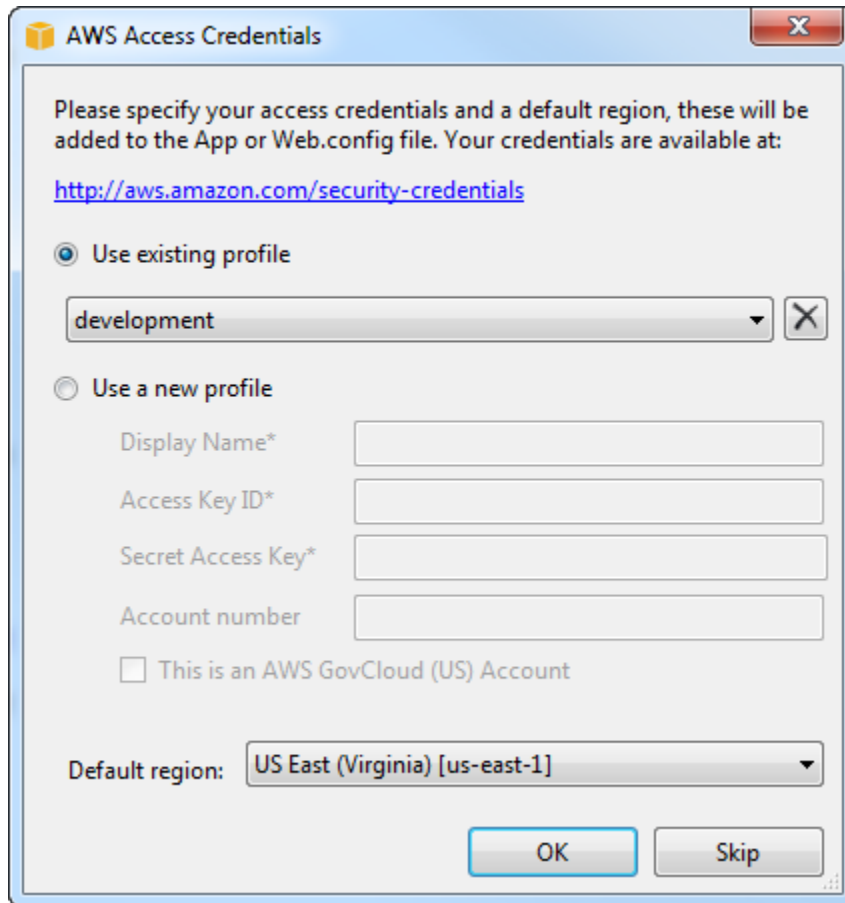 AWS Access Credentials
Please specify your access credentials and a default region, these will be
added to the App or Web.config file. Your credentials are available at:
http://aws.amazon.com/security-credentials
Use existing profile
development
Use a new profile
Display Name*
Access Key ID*
Secret Access Key*
Account number
This is an AWS GovCloud (US) Account
Default region: US East (Virginia) [us-east-1]
OK Skip